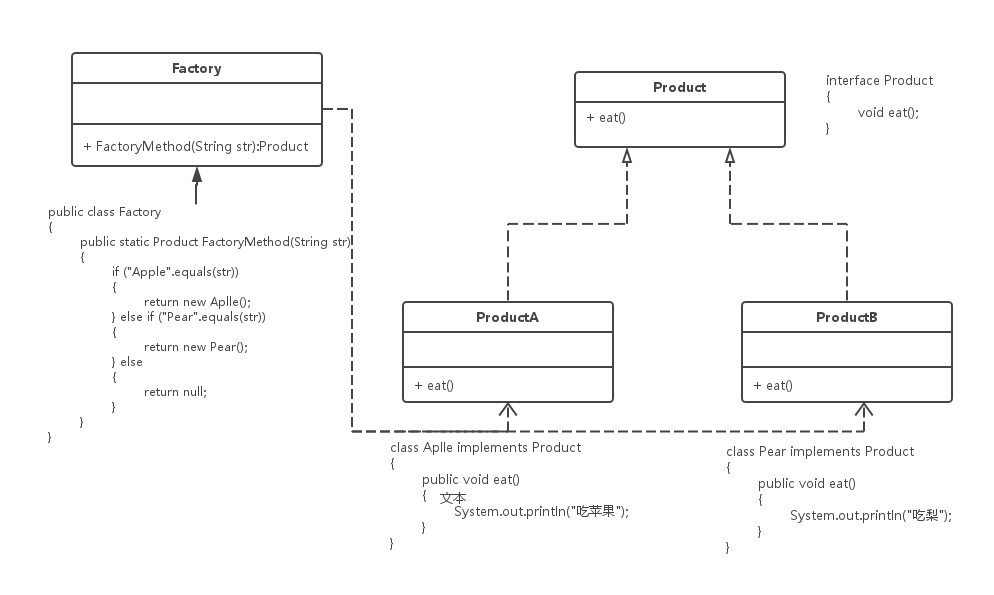 Factory
+ FactoryMethod(String str):Product
public class Factory
{
public static Product FactoryMethod(String str)
{
if ("Apple".equals(str))
{
return new Aplle();
} else if ("Pear".equals(str))
{
return new Pear();
} else
{
return null;
}
}
}
Product
+ eat()
interface Product
{
void eat();
}
ProductA
+ eat()
ProductB
+ eat()
class Aplle implements Product
{
public void eat()
{ 文本
System.out.println("吃苹果");
}
}
class Pear implements Product
{
public void eat()
{
System.out.println("吃梨");
}
}